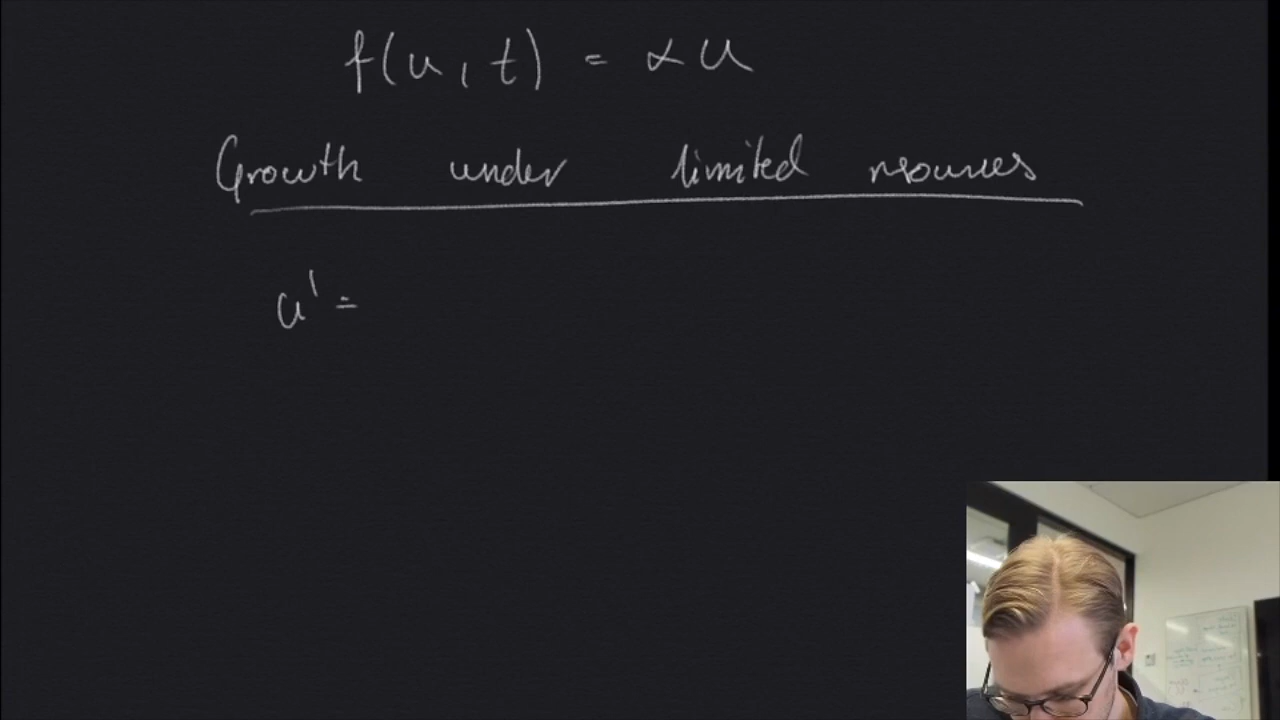 f(u, t) = αu
Growth under limited resources
u' =